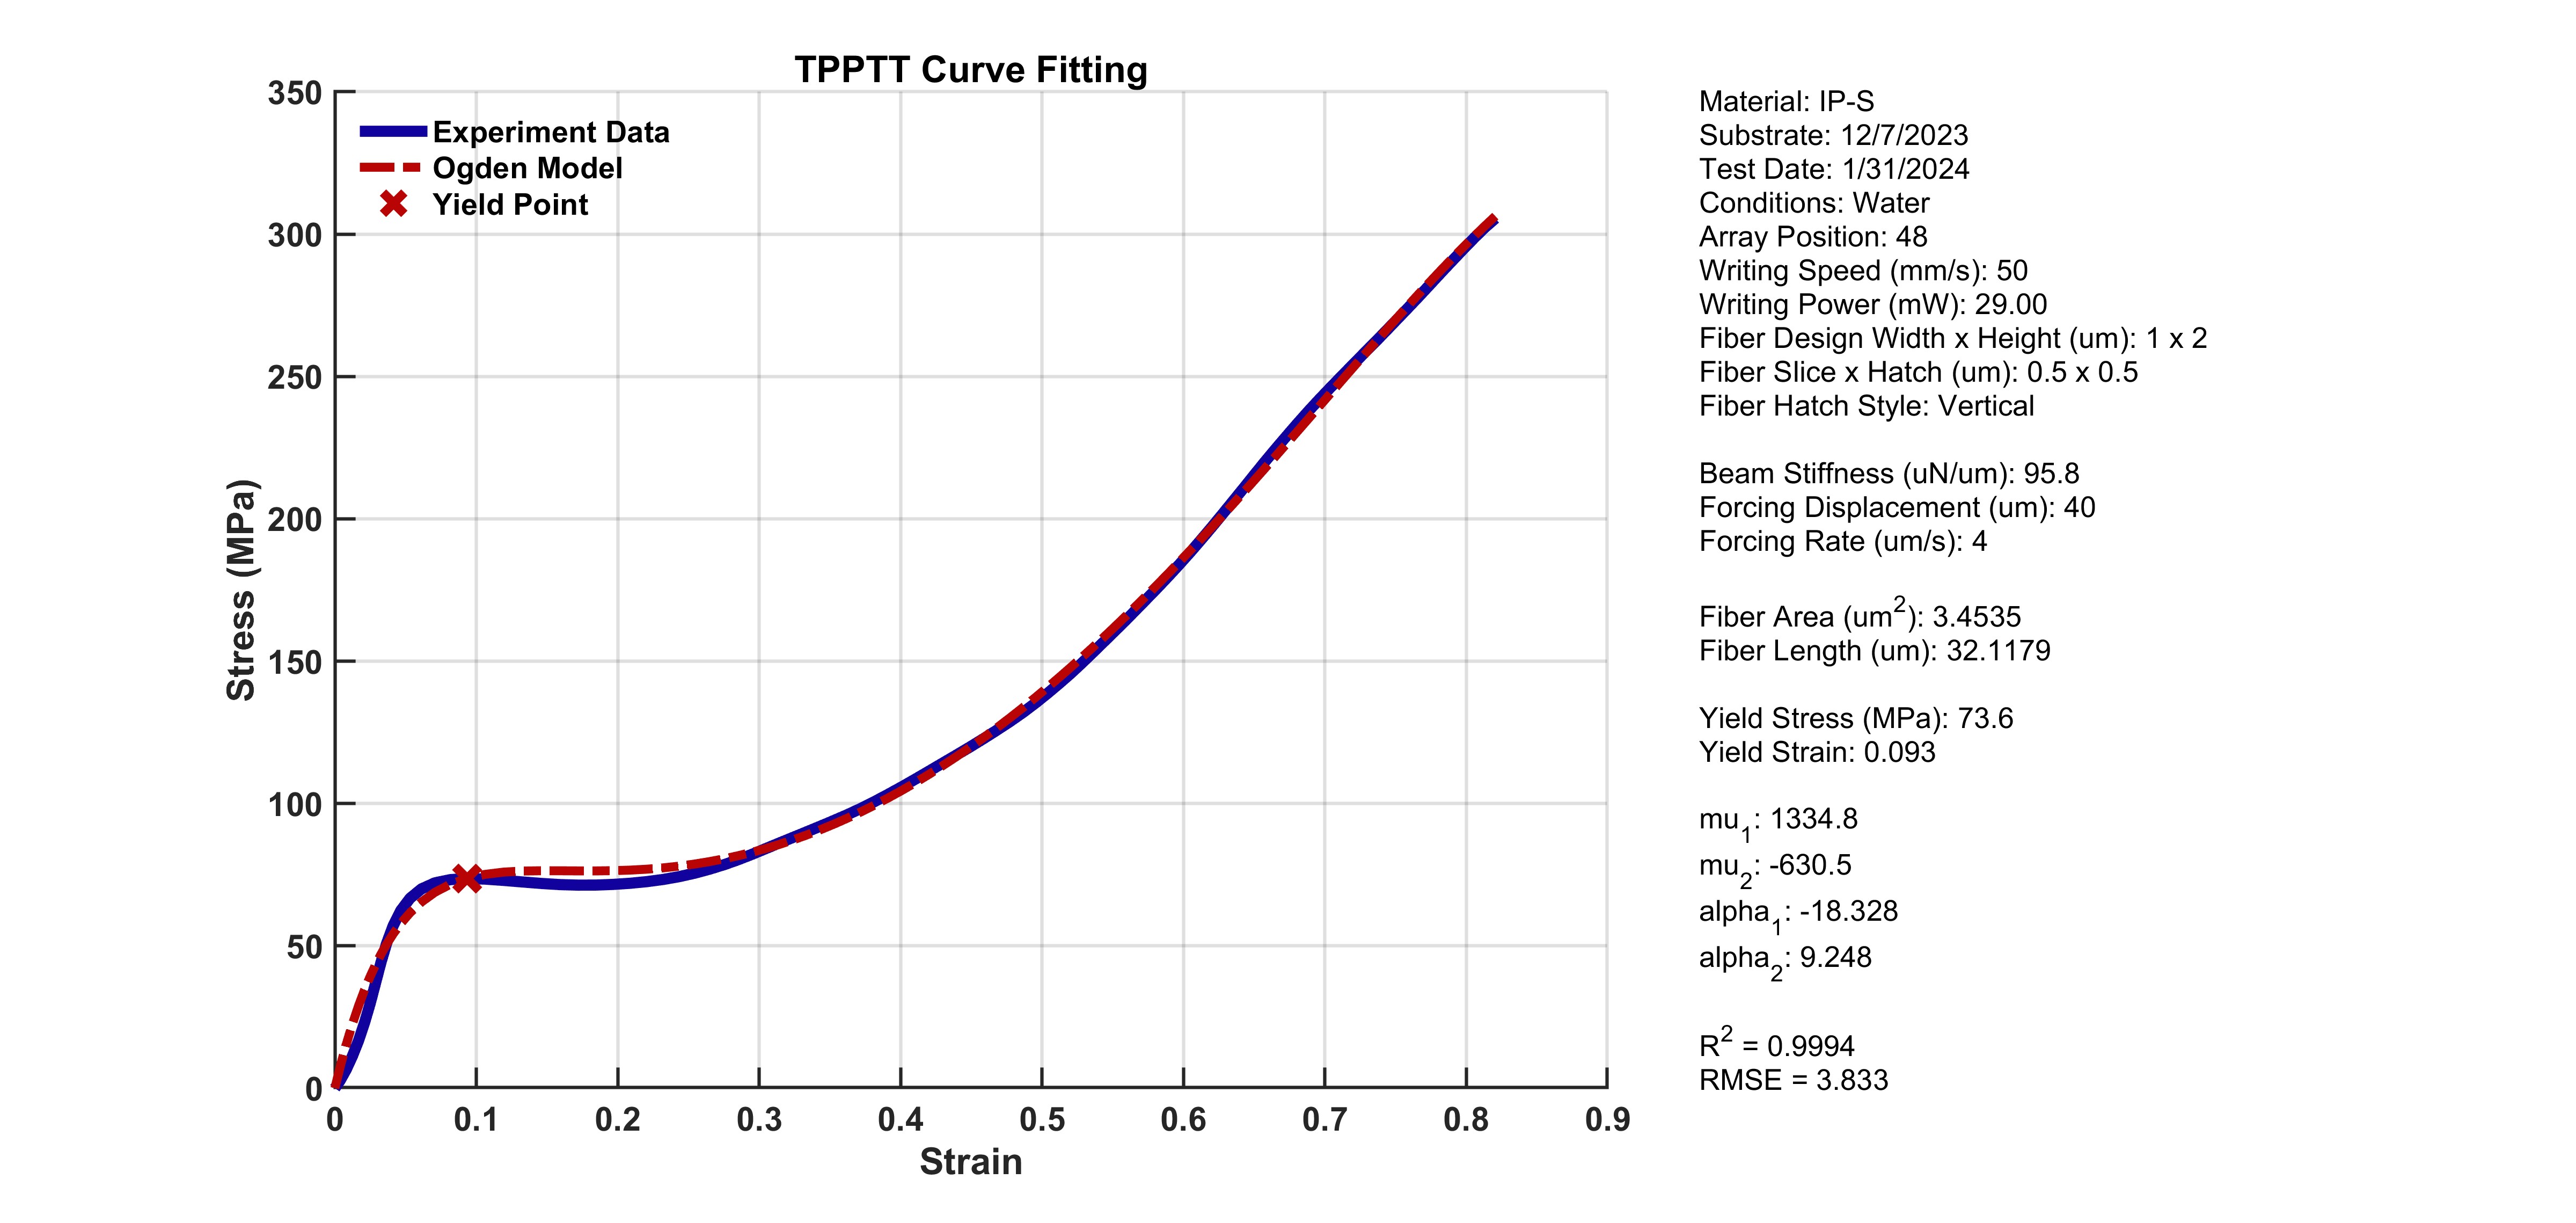 TPPTT Curve Fitting
350
300
250
200
150
100
50
0
Stress (MPa)
Experiment Data
Ogden Model
Yield Point
0 0.1 0.2 0.3 0.4 0.5 0.6 0.7 0.8 0.9
Strain
Material: IP-S
Substrate: 12/7/2023
Test Date: 1/31/2024
Conditions: Water
Array Position: 48
Writing Speed (mm/s): 50
Writing Power (mW): 29.00
Fiber Design Width x Height (um): 1 x 2
Fiber Slice x Hatch (um): 0.5 x 0.5
Fiber Hatch Style: Vertical
Beam Stiffness (uN/um): 95.8
Forcing Displacement (um): 40
Forcing Rate (um/s): 4
Fiber Area (um²): 3.4535
Fiber Length (um): 32.1179
Yield Stress (MPa): 73.6
Yield Strain: 0.093
mu₁: 1334.8
mu₂: -630.5
alpha₁: -18.328
alpha₂: 9.248
R² = 0.9994
RMSE = 3.833